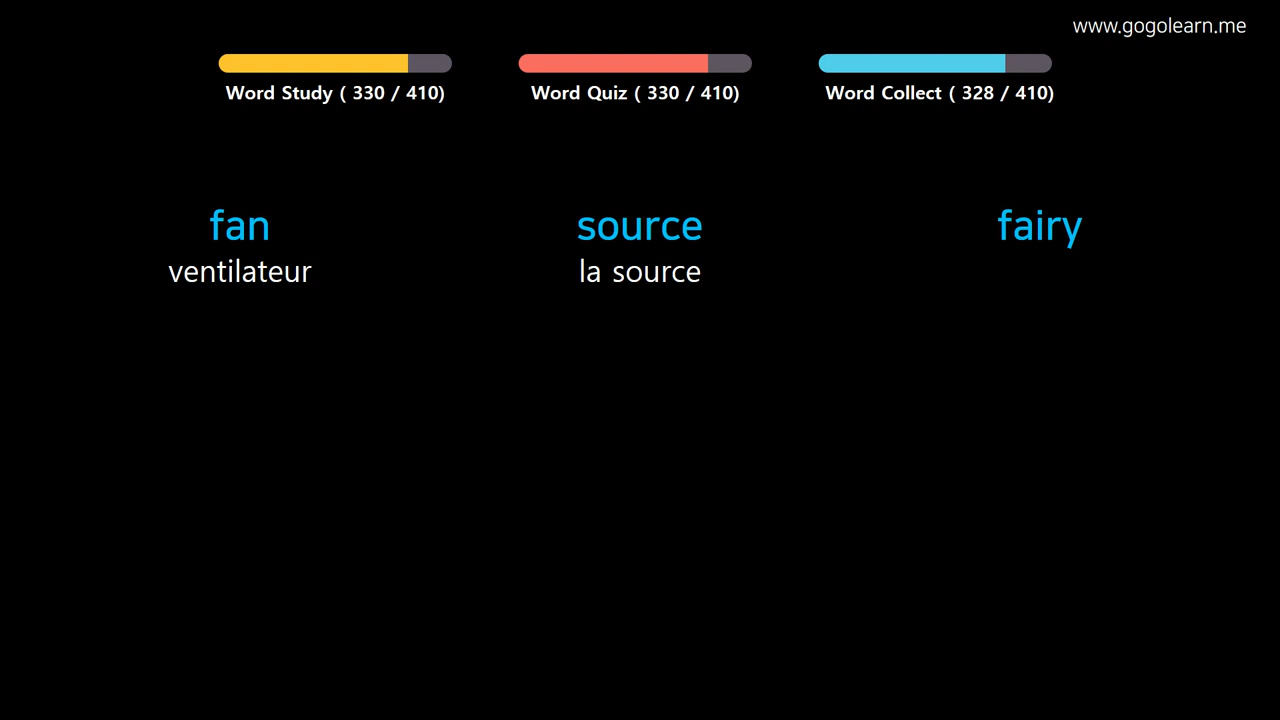 www.gogolearn.me
Word Study ( 330 / 410)
Word Quiz ( 330 / 410)
Word Collect ( 328 / 410)
fan
ventilateur
source
la source
fairy